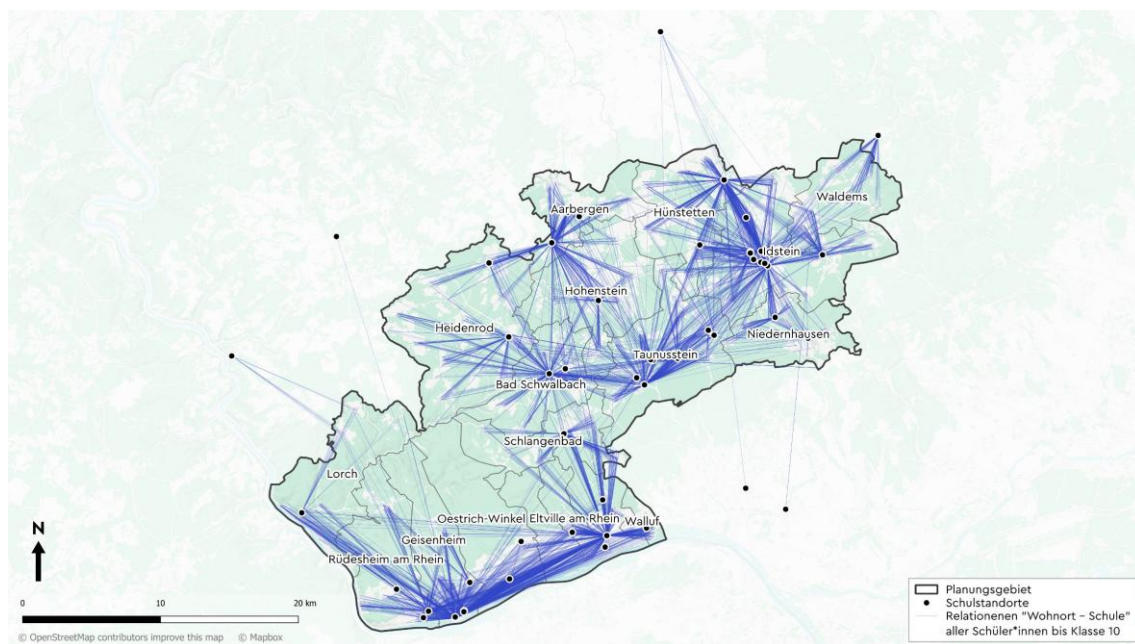 Waldems
Aarbergen
Hünstetten
Idstein
Hohenstein
Heidenrod
Niedernhausen
Taunusstein
Bad Schwalbach
Schlangenbad
Lorch
Oestrich-Winkel Eltville am Rhein Walluf
Geisenheim
Rüdesheim am Rhein
N
0 10 20 km
Planungsgebiet
Schulstandorte
Relationenen "Wohnort – Schule"
aller Schüler*innen bis Klasse 10
© OpenStreetMap contributors improve this map © Mapbox